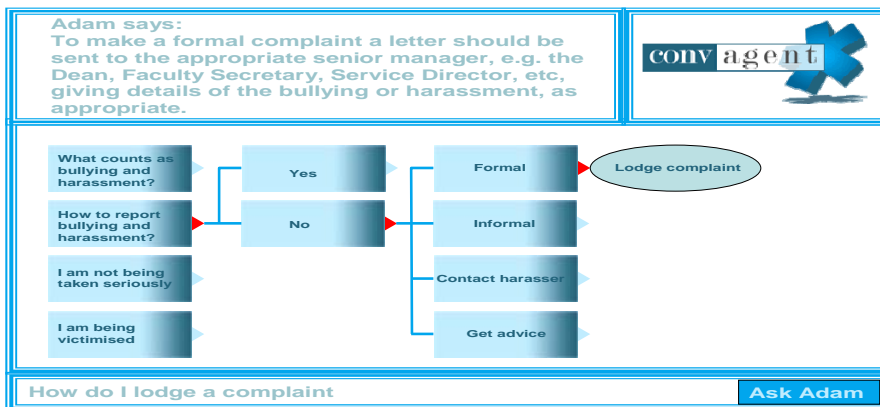 Adam says:
To make a formal complaint a letter should be
sent to the appropriate senior manager, e.g. the
Dean, Faculty Secretary, Service Director, etc,
giving details of the bullying or harassment, as
appropriate.
conv agent
What counts as
bullying and
harassment?
Yes
Formal
Lodge complaint
How to report
bullying and
harassment?
No
Informal
I am not being
taken seriously
Contact harasser
I am being
victimised
Get advice
How do I lodge a complaint
Ask Adam